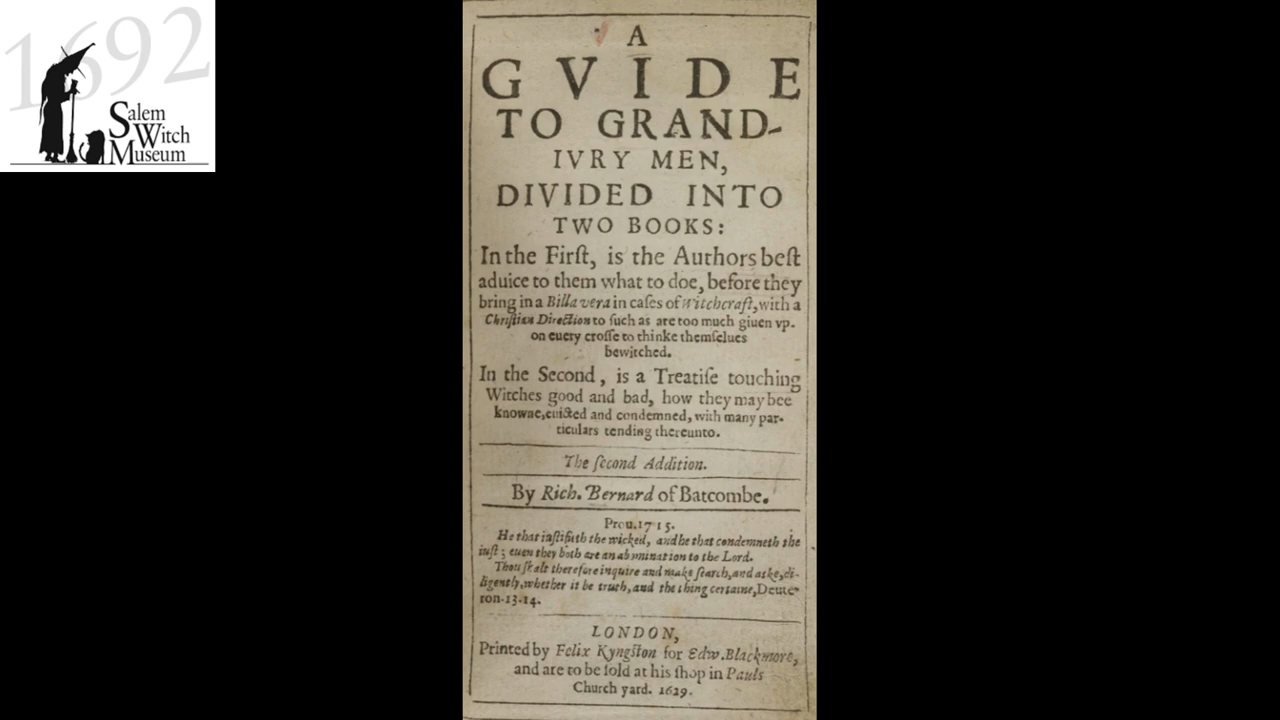 1692
Salem
Witch
Museum
A
GVIDE
TO GRAND-
IVRY MEN,
DIVIDED INTO
TWO BOOKS:
In the Firſt, is the Authors beſt
aduice to them what to doe, before they
bring in a Billa vera in caſes of Witchcraft, with a
Chriſtian Direction to ſuch as are too much giuen vp-
on euery croſſe to thinke themſelues
bewitched.
In the Second, is a Treatiſe touching
Witches good and bad, how they may bee
knowne, euicted and condemned, with many par-
ticulars tending thereunto.
The ſecond Addition.
By Rich. Bernard of Batcombe.
Prou. 17 15.
He that iuſtifieth the wicked, and he that condemneth the
iuſt; euen they both are an abomination to the Lord.
Thou ſhalt therefore inquire and make ſearch, and aske, di-
ligently, whether it be truth, and the thing certaine, Deute-
ron. 13. 14.
LONDON,
Printed by Felix Kyngſton for Edw. Blackmore,
and are to be ſold at his ſhop in Pauls
Church yard. 1629.